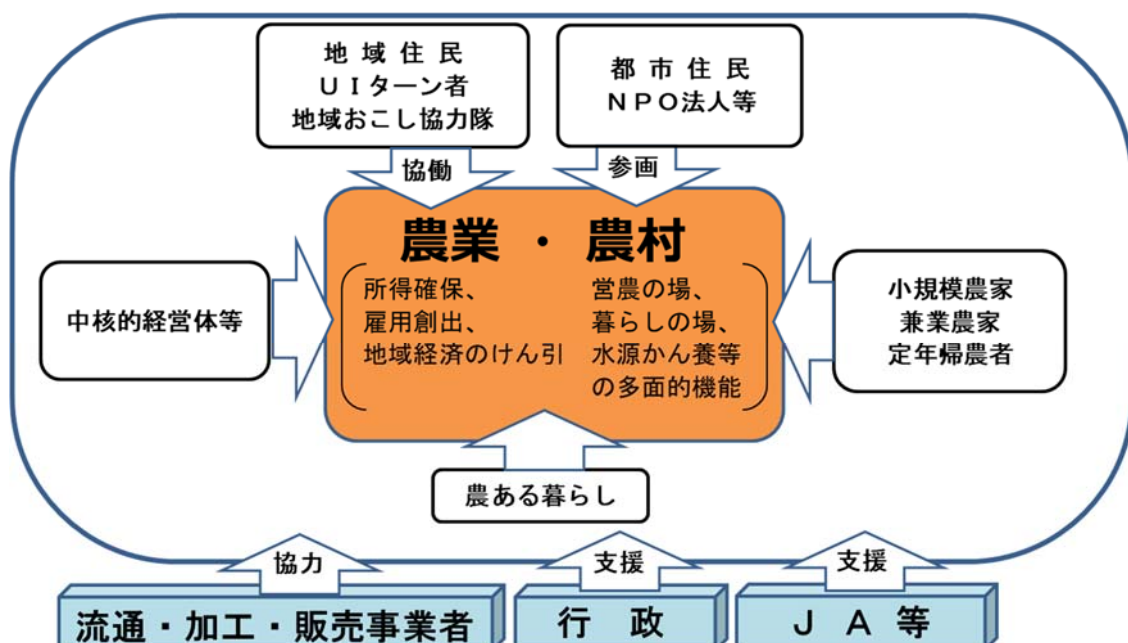 地域住民
UIターン者
地域おこし協力隊
都市住民
NPO法人等
協働
参画
農業・農村
所得確保、
雇用創出、
地域経済のけん引
営農の場、
暮らしの場、
水源かん養等
の多面的機能
中核的経営体等
小規模農家
兼業農家
定年帰農者
農ある暮らし
協力
支援
支援
流通・加工・販売事業者
行政
JA等